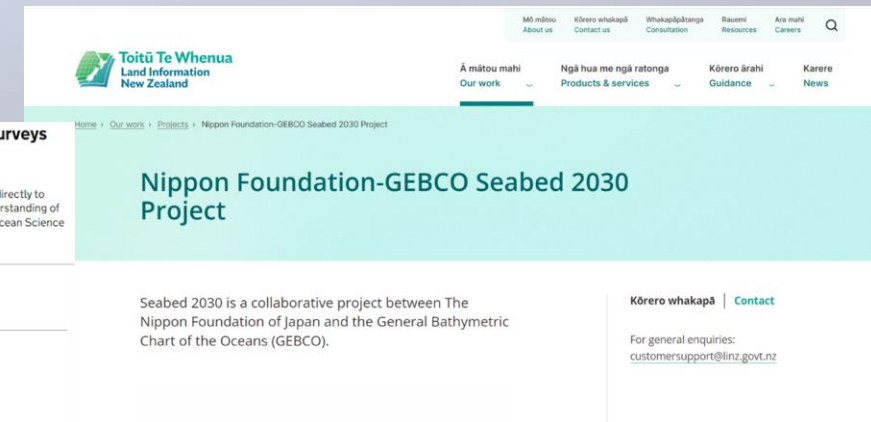 Mō mātou Kōrero whakapā Whakapāpātanga Rauemi Ara mahi
About us Contact us Consultation Resources Careers
Toitū Te Whenua
Land Information
New Zealand
Ā mātou mahi Ngā hua me ngā ratonga Kōrero ārahi Karere
Our work Products & services Guidance News
Home › Our work › Projects › Nippon Foundation-GEBCO Seabed 2030 Project
urveys
directly to
rstanding of
cean Science
Nippon Foundation-GEBCO Seabed 2030
Project
Seabed 2030 is a collaborative project between The
Nippon Foundation of Japan and the General Bathymetric
Chart of the Oceans (GEBCO).
Kōrero whakapā | Contact
For general enquiries:
customersupport@linz.govt.nz